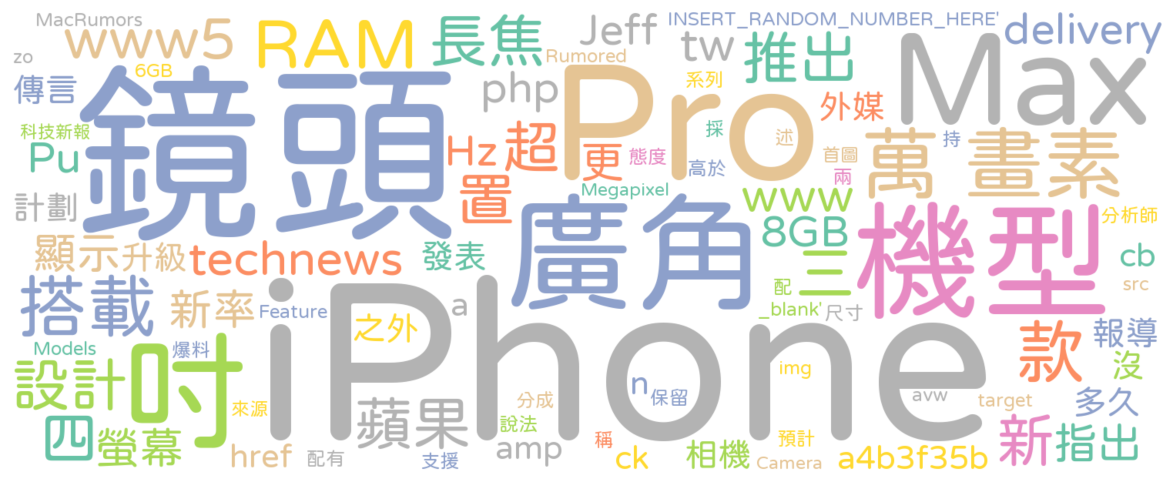 MacRumors
www5
RAM
長焦
Jeff
INSERT_RANDOM_NUMBER_HERE'
delivery
zo
6GB
Rumored
tw
推出
Max
傳言
鏡頭
php
Pro
系列
外媒
科技新報
Pu
Hz
超
更
態度
採
述
首圖
持
萬
畫素
高於
兩
Megapixel
置
計劃
廣角
www
機型
分析師
顯示
升級
technews
發表
8GB
三
cb
搭載
新率
Feature
iPhone
a
配
src
_blank'
尺寸
之外
款
報導
Models
爆料
吋
設計
img
沒
n
保留
avw
target
多久
來源
蘋果
分成
四
螢幕
說法
稱
預計
新
指出
href
配有
支援
amp
ck
相機
Camera
a4b3f35b